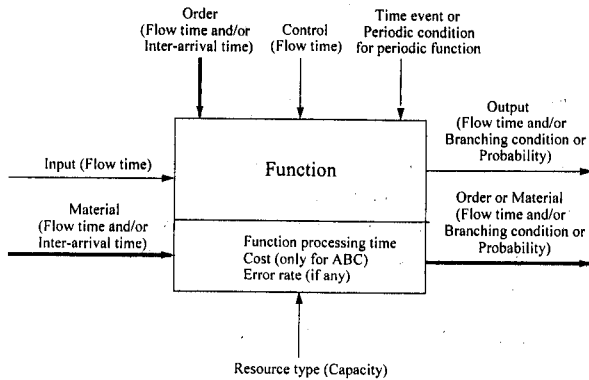 Order
(Flow time and/or
Inter-arrival time)
Control
(Flow time)
Time event or
Periodic condition
for periodic function
Output
(Flow time and/or
Branching condition or
Probability)
Input (Flow time)
Function
Material
(Flow time and/or
Inter-arrival time)
Order or Material
(Flow time and/or
Branching condition or
Probability)
Function processing time
Cost (only for ABC)
Error rate (if any)
Resource type (Capacity)